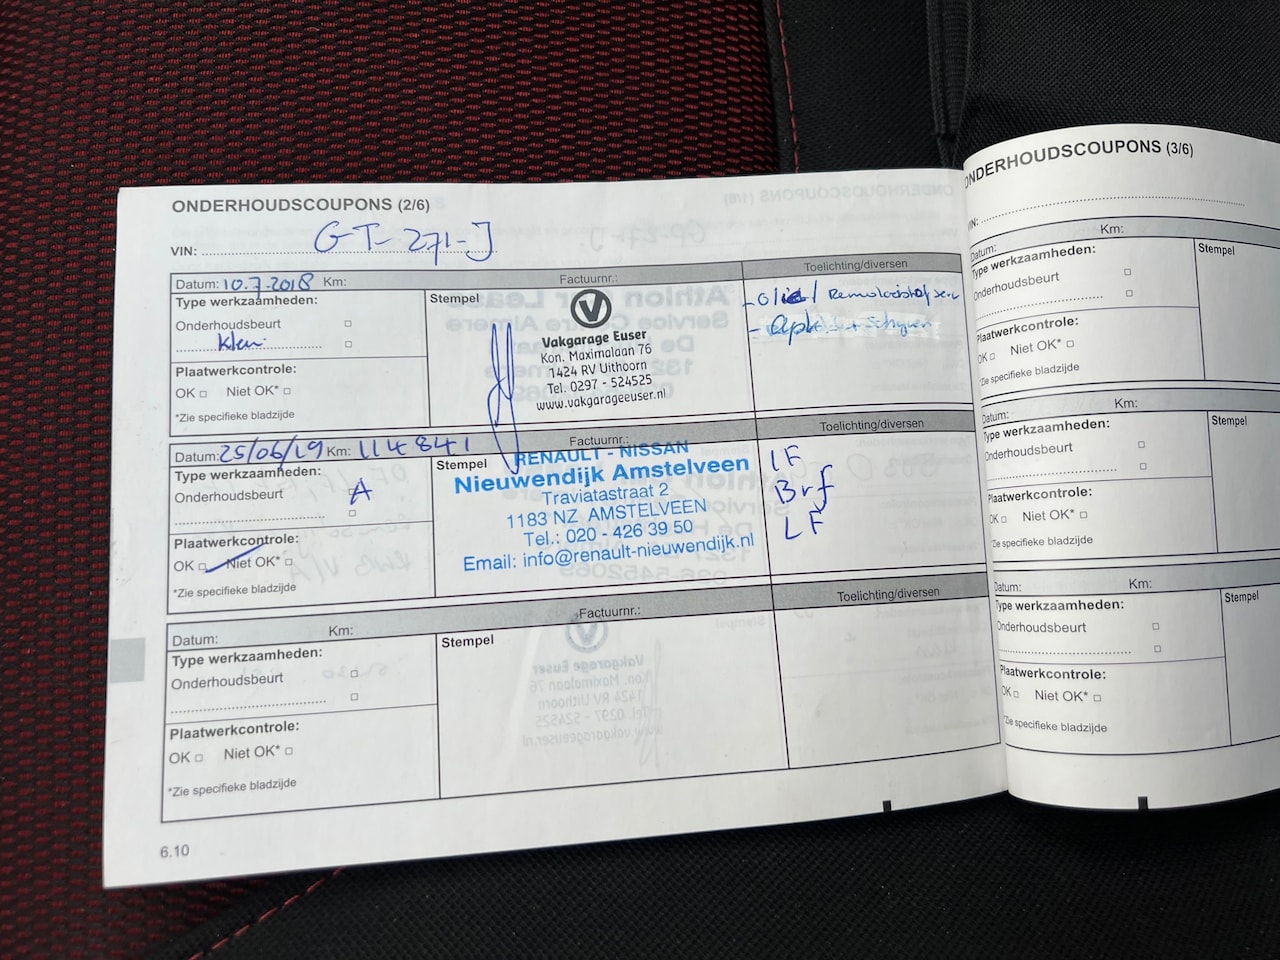 ONDERHOUDSCOUPONS (2/6)
VIN: GT-271-J
Datum: 10.7.2018 Km: Factuurnr.: Toelichting/diversen
Type werkzaamheden:
Onderhoudsbeurt
Klein
Plaatwerkcontrole:
OK Niet OK*
*Zie specifieke bladzijde
Stempel
Vakgarage Euser
Kon. Maximalaan 76
1424 RV Uithoorn
Tel. 0297 - 524525
www.vakgarageeuser.nl
- Olie / Remvloeistof
- Apk
Datum: 25/06/19 Km: 114841 Factuurnr.: Toelichting/diversen
Type werkzaamheden:
Onderhoudsbeurt A
Plaatwerkcontrole:
OK Niet OK*
*Zie specifieke bladzijde
Stempel
RENAULT - NISSAN
Nieuwendijk Amstelveen
Traviatastraat 2
1183 NZ AMSTELVEEN
Tel.: 020 - 426 39 50
Email: info@renault-nieuwendijk.nl
IF
Brf
LF
Datum: Km: Factuurnr.: Toelichting/diversen
Type werkzaamheden:
Onderhoudsbeurt
Plaatwerkcontrole:
OK Niet OK*
*Zie specifieke bladzijde
Stempel
6.10
ONDERHOUDSCOUPONS (3/6)
VIN:
Datum: Km:
Type werkzaamheden:
Onderhoudsbeurt
Plaatwerkcontrole:
OK Niet OK*
*Zie specifieke bladzijde
Stempel
Datum: Km:
Type werkzaamheden:
Onderhoudsbeurt
Plaatwerkcontrole:
OK Niet OK*
*Zie specifieke bladzijde
Stempel
Datum: Km:
Type werkzaamheden:
Onderhoudsbeurt
Plaatwerkcontrole:
OK Niet OK*
*Zie specifieke bladzijde
Stempel